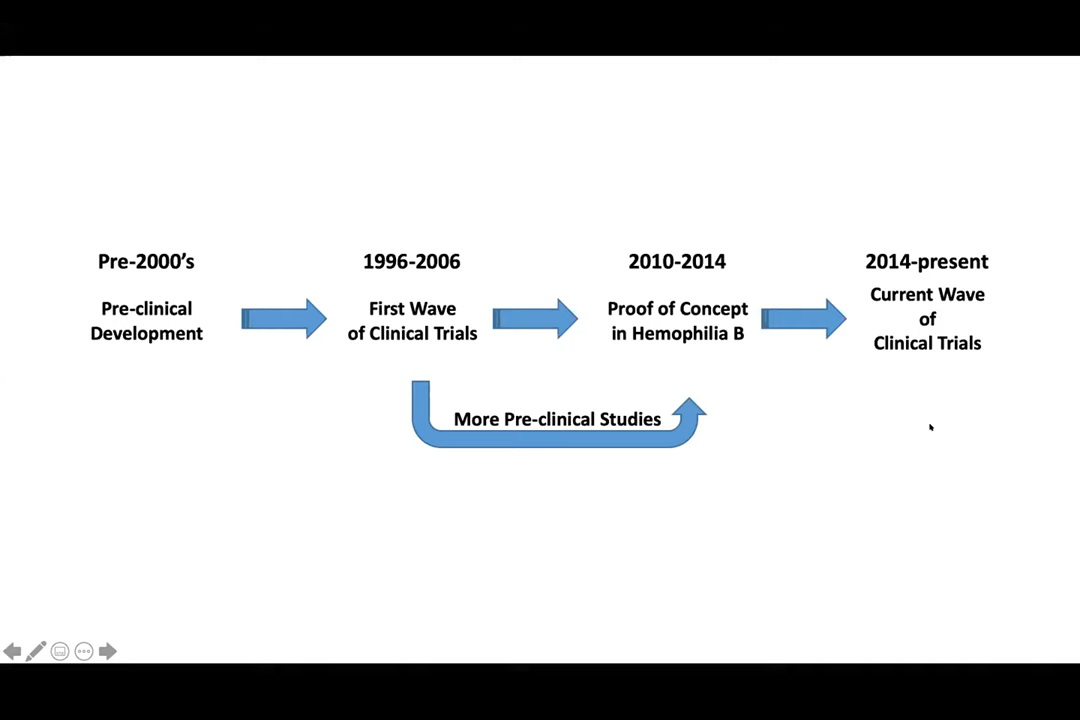 Pre-2000's
Pre-clinical
Development
1996-2006
First Wave
of Clinical Trials
2010-2014
Proof of Concept
in Hemophilia B
2014-present
Current Wave
of
Clinical Trials
More Pre-clinical Studies